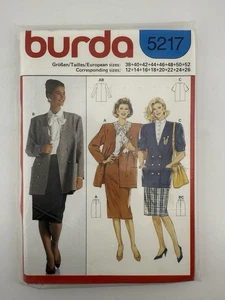 burda
5217
Größen/Tailles/European sizes: 38+40+42+44+46+48+50+52
Corresponding sizes: 12+14+16+18+20+22+24+26
AB
C
B
A
C
A